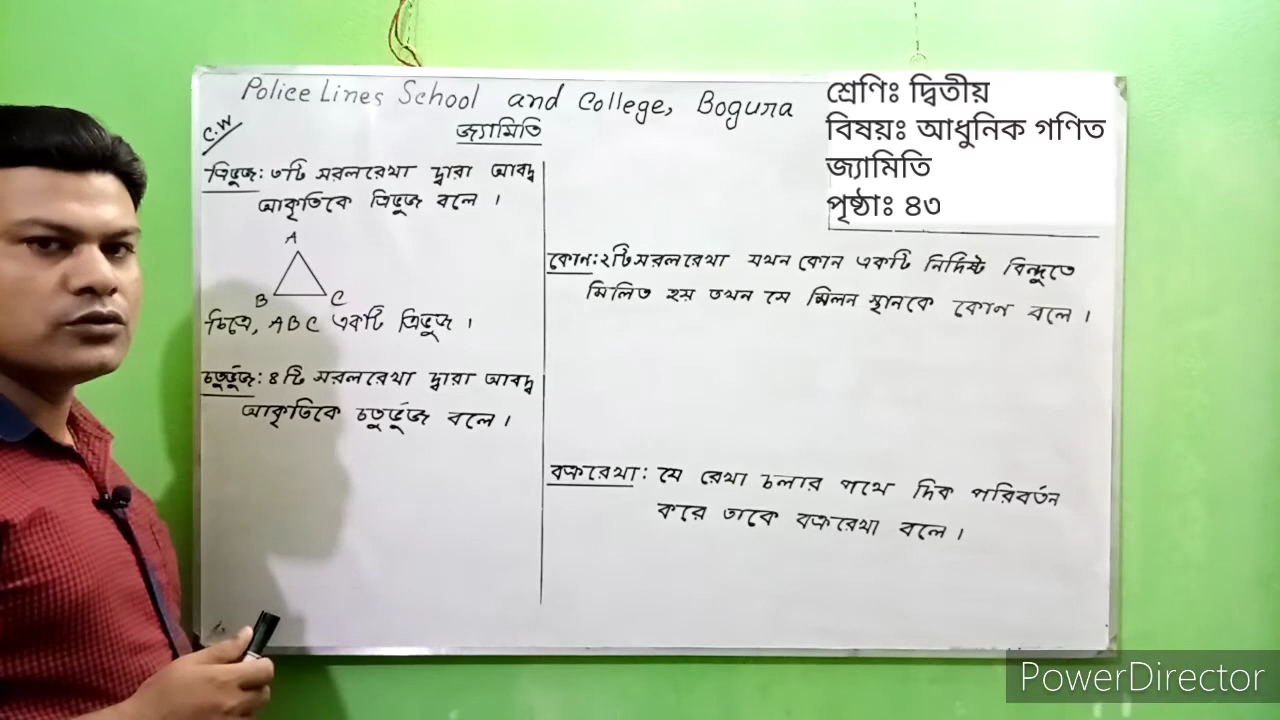 Police Lines School and College, Bogura
C.W
জ্যামিতি
শ্রেণিঃ দ্বিতীয়
বিষয়ঃ আধুনিক গণিত
জ্যামিতি
পৃষ্ঠাঃ ৪৩
ত্রিভুজ: ৩টি সরলরেখা দ্বারা আবদ্ধ
আকৃতিকে ত্রিভুজ বলে ।
A
B C
চিত্রে, ABC একটি ত্রিভুজ ।
চতুর্ভুজ: ৪টি সরলরেখা দ্বারা আবদ্ধ
আকৃতিকে চতুর্ভুজ বলে ।
কোন: ২টি সরলরেখা যখন কোন একটি নির্দিষ্ট বিন্দুতে
মিলিত হয় তখন সে মিলন স্থানকে কোণ বলে ।
বক্ররেখা: যে রেখা চলার পথে দিক পরিবর্তন
করে তাকে বক্ররেখা বলে ।
PowerDirector